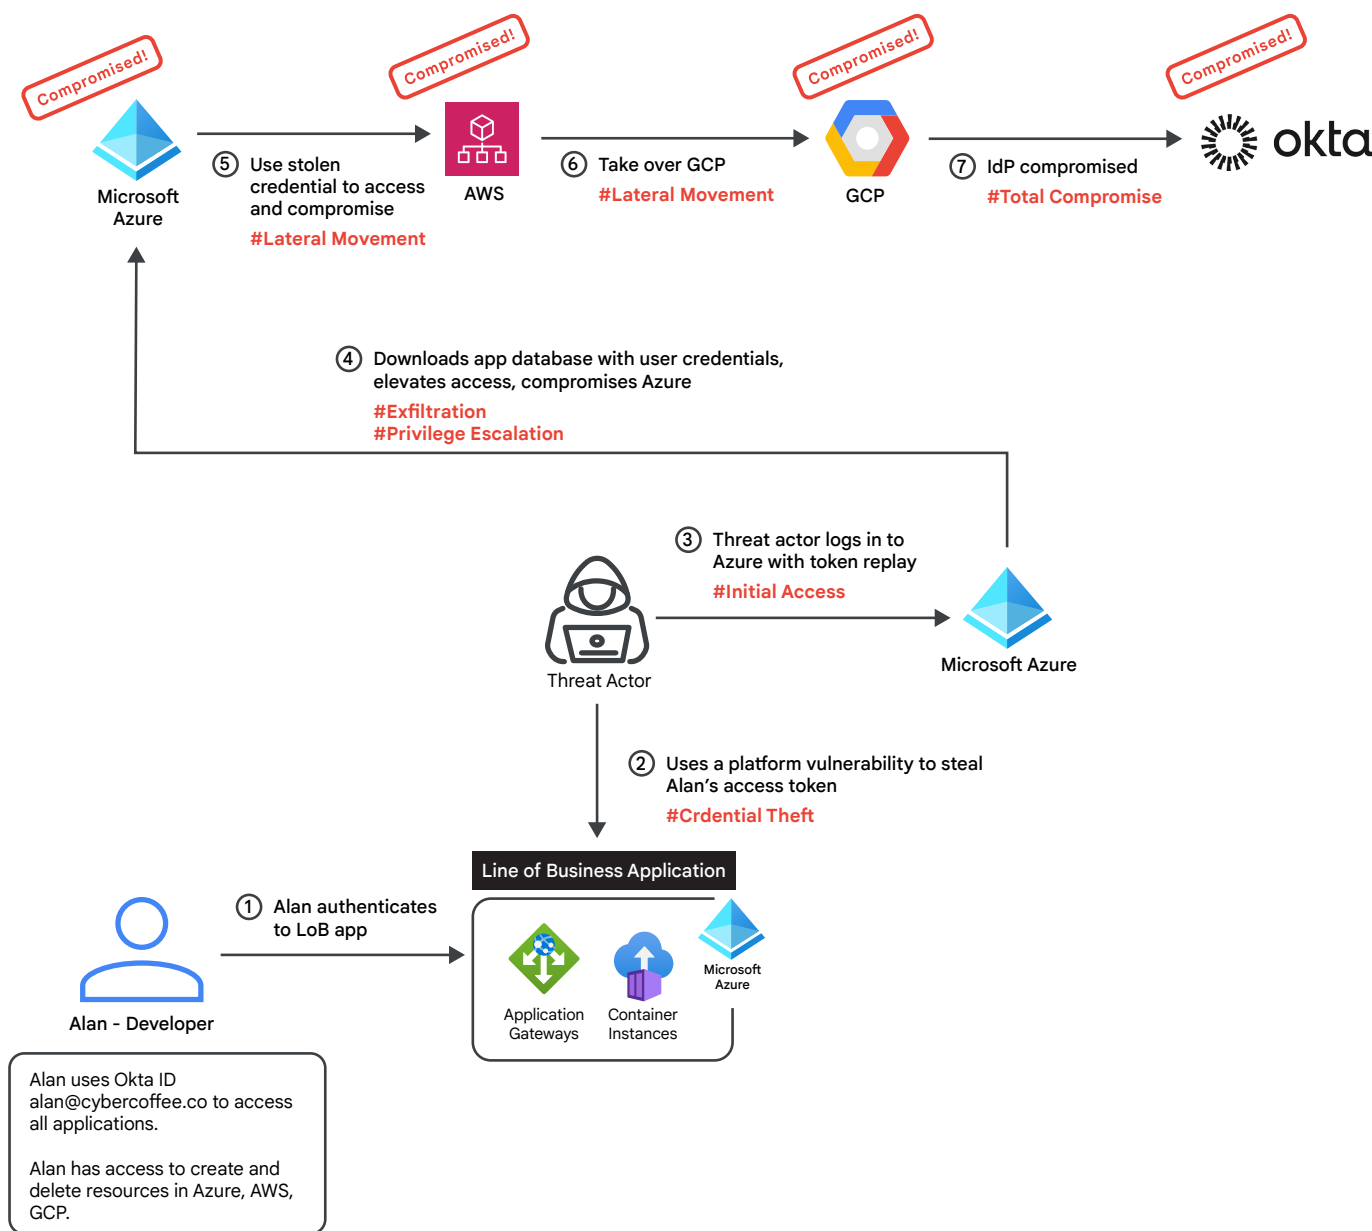 Compromised!
Compromised!
Compromised!
Compromised!
Microsoft
Azure
5 Use stolen
credential to access
and compromise
#Lateral Movement
AWS
6 Take over GCP
#Lateral Movement
GCP
7 IdP compromised
#Total Compromise
okta
4 Downloads app database with user credentials,
elevates access, compromises Azure
#Exfiltration
#Privilege Escalation
3 Threat actor logs in to
Azure with token replay
#Initial Access
Threat Actor
Microsoft Azure
2 Uses a platform vulnerability to steal
Alan's access token
#Crdential Theft
Line of Business Application
1 Alan authenticates
to LoB app
Microsoft
Azure
Application
Gateways
Container
Instances
Alan - Developer
Alan uses Okta ID
alan@cybercoffee.co to access
all applications.
Alan has access to create and
delete resources in Azure, AWS,
GCP.